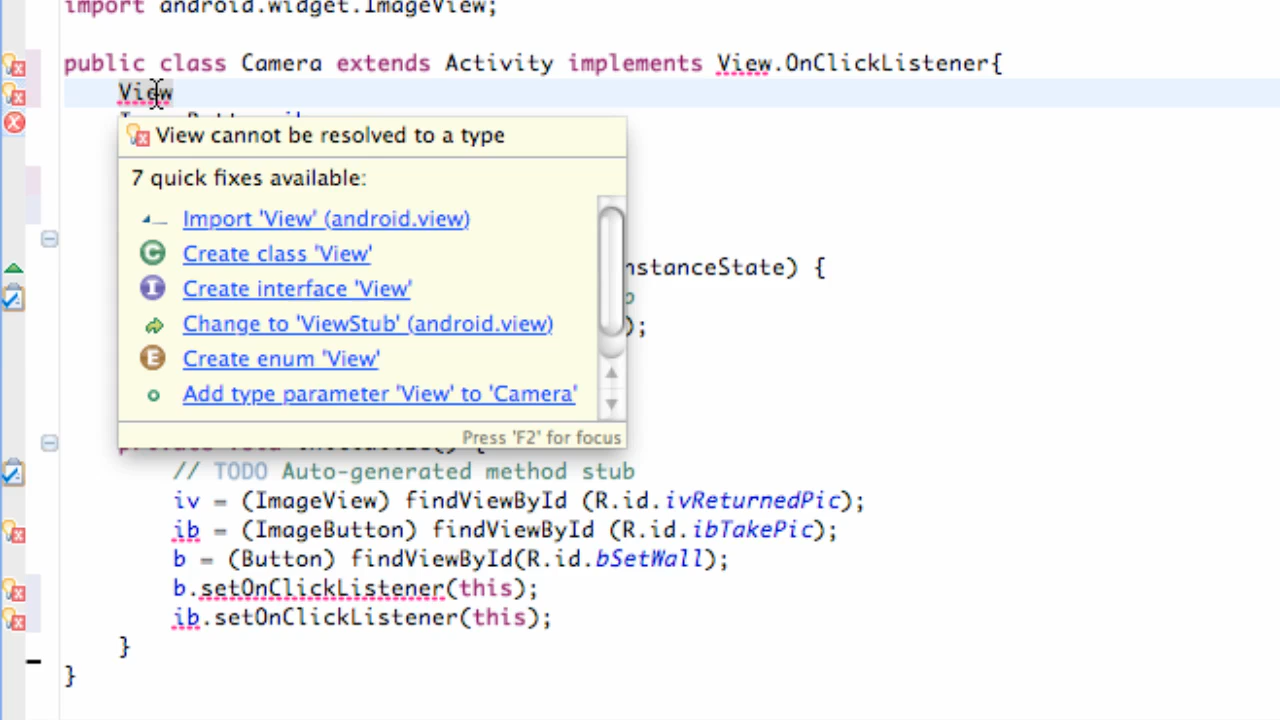 import android.widget.ImageView;
public class Camera extends Activity implements View.OnClickListener{
View
View cannot be resolved to a type
7 quick fixes available:
Import 'View' (android.view)
Create class 'View'
Create interface 'View'
nstanceState) {
Change to 'ViewStub' (android.view)
);
Create enum 'View'
Add type parameter 'View' to 'Camera'
Press 'F2' for focus
// TODO Auto-generated method stub
iv = (ImageView) findViewById (R.id.ivReturnedPic);
ib = (ImageButton) findViewById (R.id.ibTakePic);
b = (Button) findViewById(R.id.bSetWall);
b.setOnClickListener(this);
ib.setOnClickListener(this);
}
}